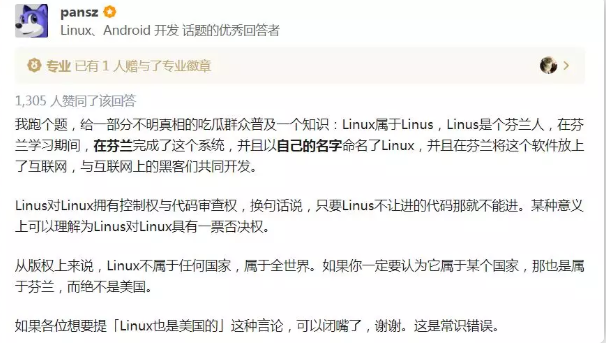 pansz
Linux、Android 开发 话题的优秀回答者
专业 已有 1 人赠与了专业徽章
1,305 人赞同了该回答
我跑个题，给一部分不明真相的吃瓜群众普及一个知识：Linux属于Linus，Linus是个芬兰人，在芬
兰学习期间，在芬兰完成了这个系统，并且以自己的名字命名了Linux，并且在芬兰将这个软件放上
了互联网，与互联网上的黑客们共同开发。
Linus对Linux拥有控制权与代码审查权，换句话说，只要Linus不让进的代码那就不能进。某种意义
上可以理解为Linus对Linux具有一票否决权。
从版权上来说，Linux不属于任何国家，属于全世界。如果你一定要认为它属于某个国家，那也是属
于芬兰，而绝不是美国。
如果各位想要提「Linux也是美国的」这种言论，可以闭嘴了，谢谢。这是常识错误。